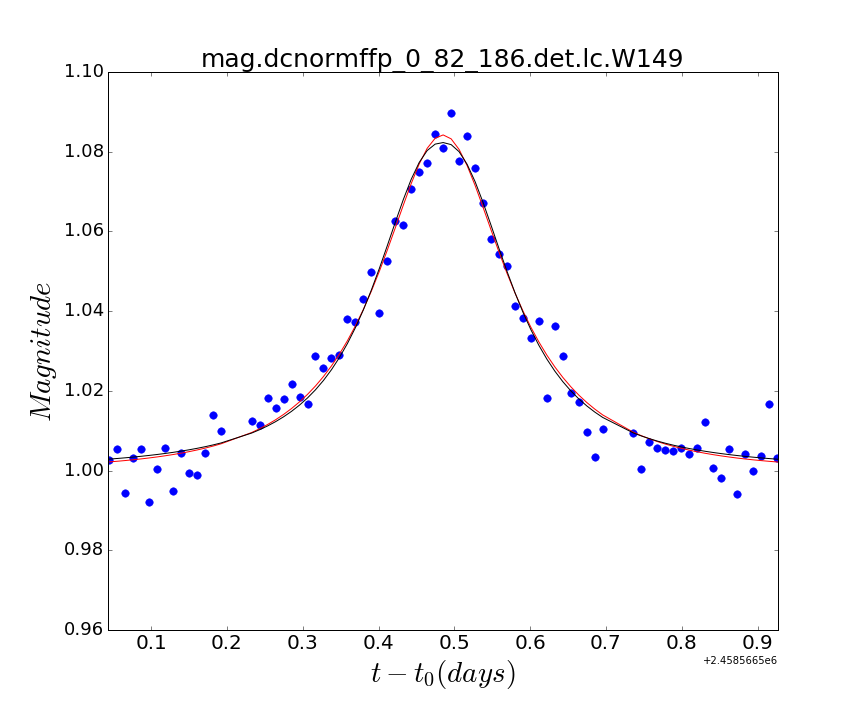 mag.dcnormffp_0_82_186.det.lc.W149
1.10
1.08
1.06
1.04
1.02
1.00
0.98
0.96
Magnitude
0.1 0.2 0.3 0.4 0.5 0.6 0.7 0.8 0.9
+2.4585665e6
t − t₀(days)